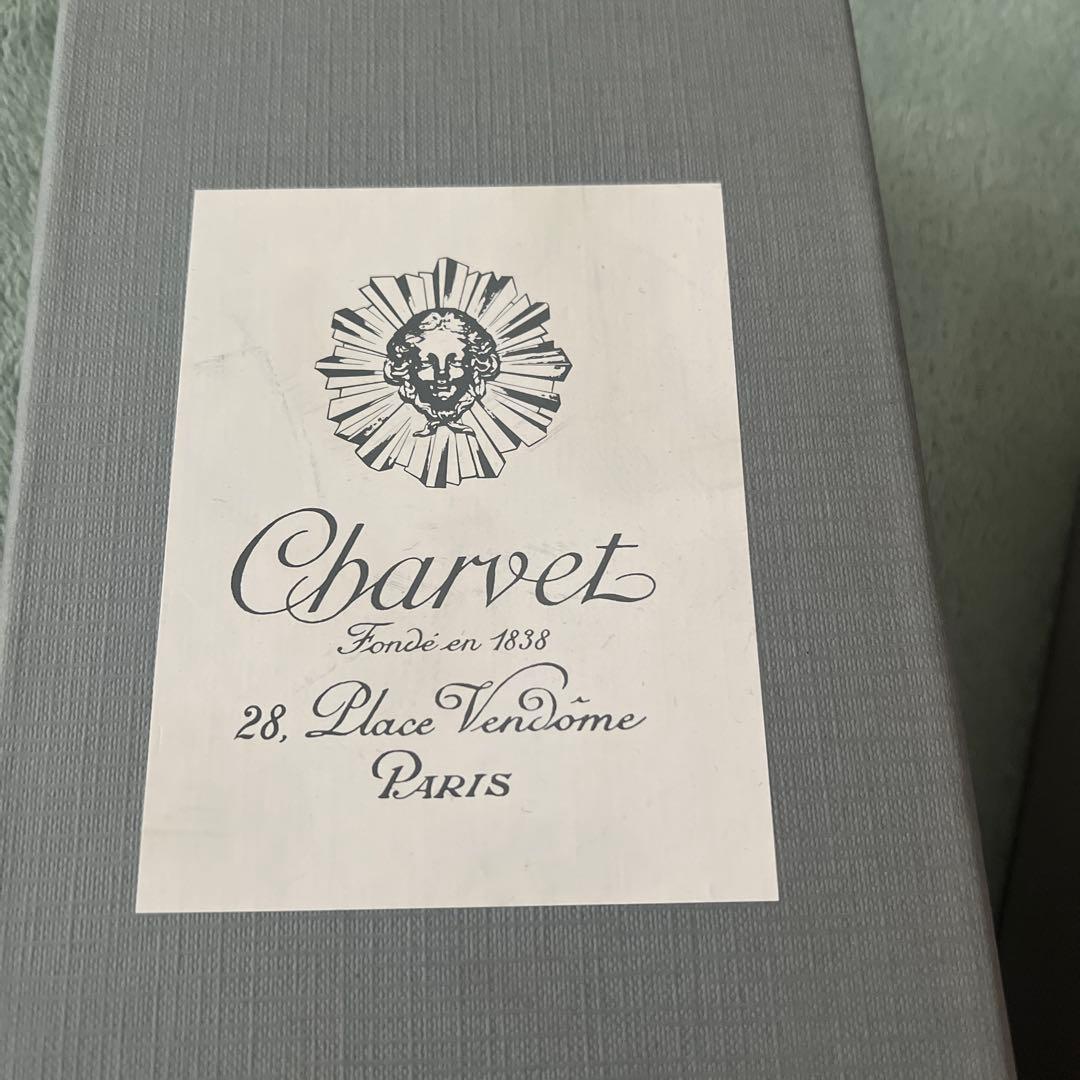 Charvet
Fondé en 1838
28, Place Vendôme
PARIS